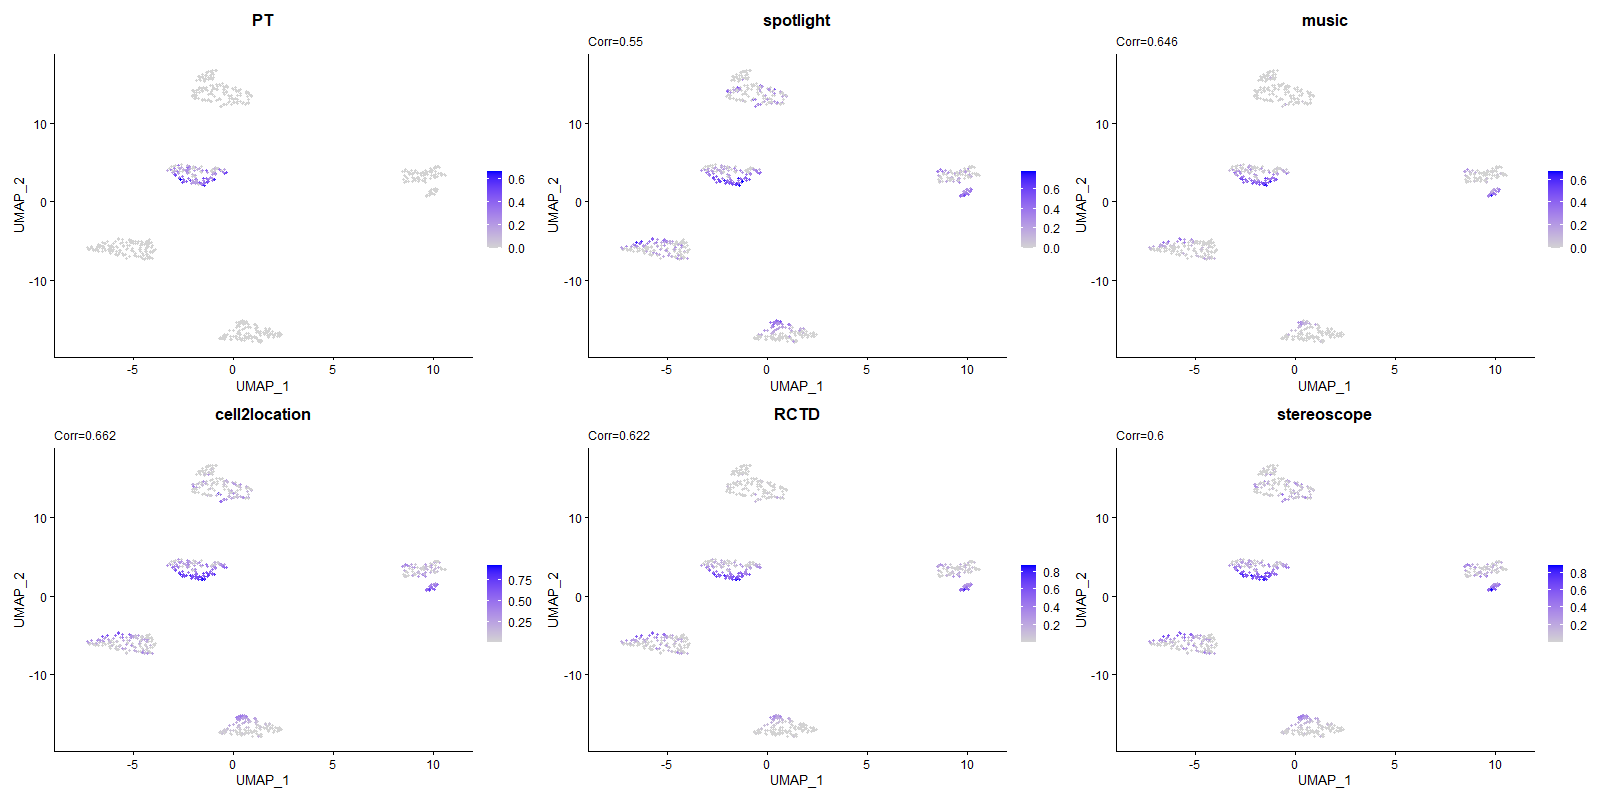 PT
10
0
-10
UMAP_2
-5
0
5
10
UMAP_1
0.6
0.4
0.2
0.0
spotlight
Corr=0.55
10
0
-10
UMAP_2
-5
0
5
10
UMAP_1
0.6
0.4
0.2
0.0
music
Corr=0.646
10
0
-10
UMAP_2
-5
0
5
10
UMAP_1
0.6
0.4
0.2
0.0
cell2location
Corr=0.662
10
0
-10
UMAP_2
-5
0
5
10
UMAP_1
0.75
0.50
0.25
RCTD
Corr=0.622
10
0
-10
UMAP_2
-5
0
5
10
UMAP_1
0.8
0.6
0.4
0.2
stereoscope
Corr=0.6
10
0
-10
UMAP_2
-5
0
5
10
UMAP_1
0.8
0.6
0.4
0.2